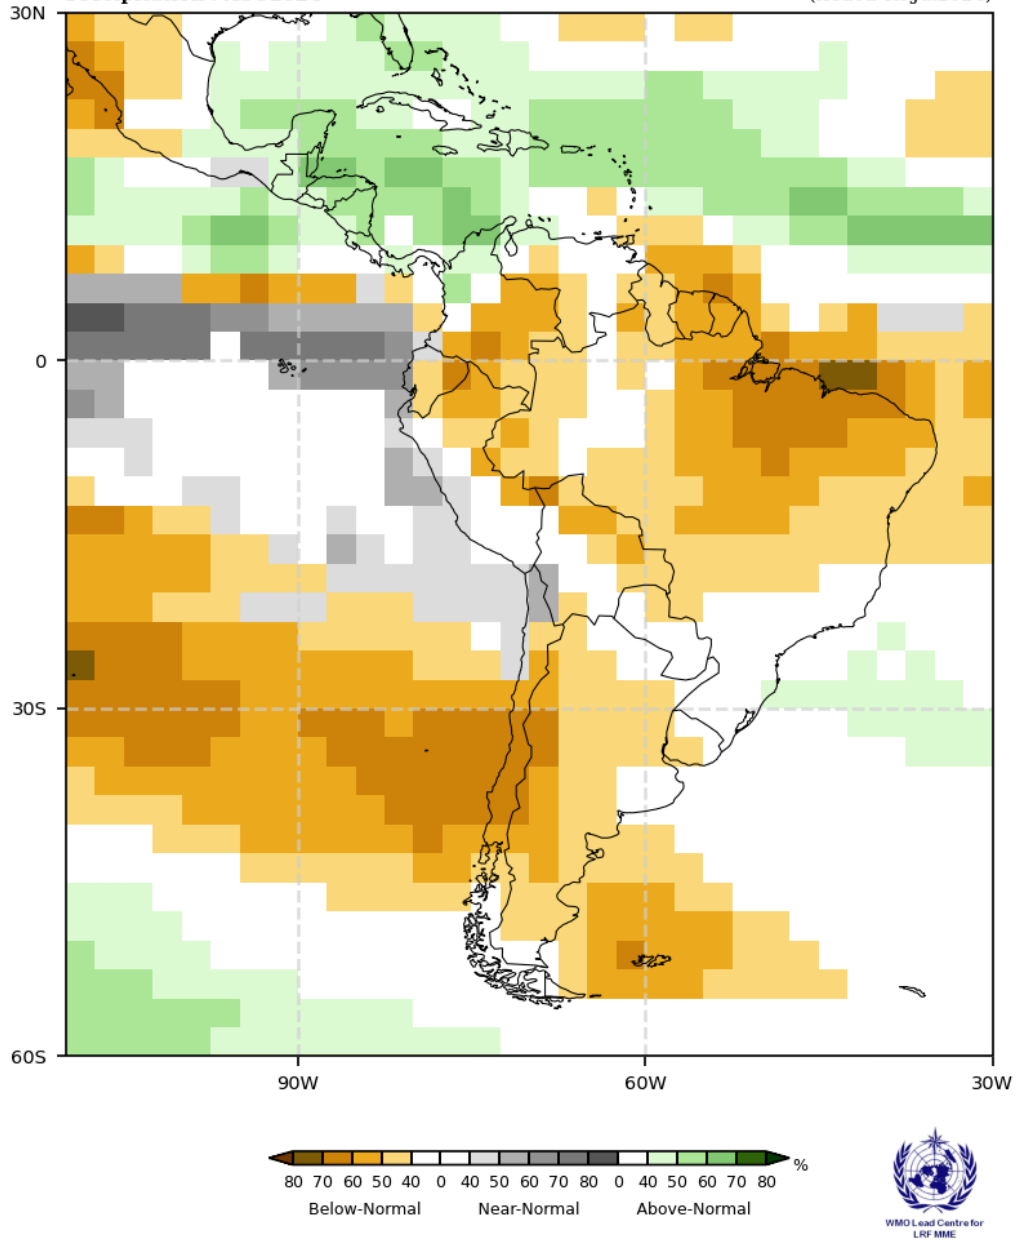 30N
0
30S
60S
90W
60W
30W
80 70 60 50 40 0 40 50 60 70 80 0 40 50 60 70 80 %
Below-Normal Near-Normal Above-Normal
WMO Lead Centre for
LRF MME